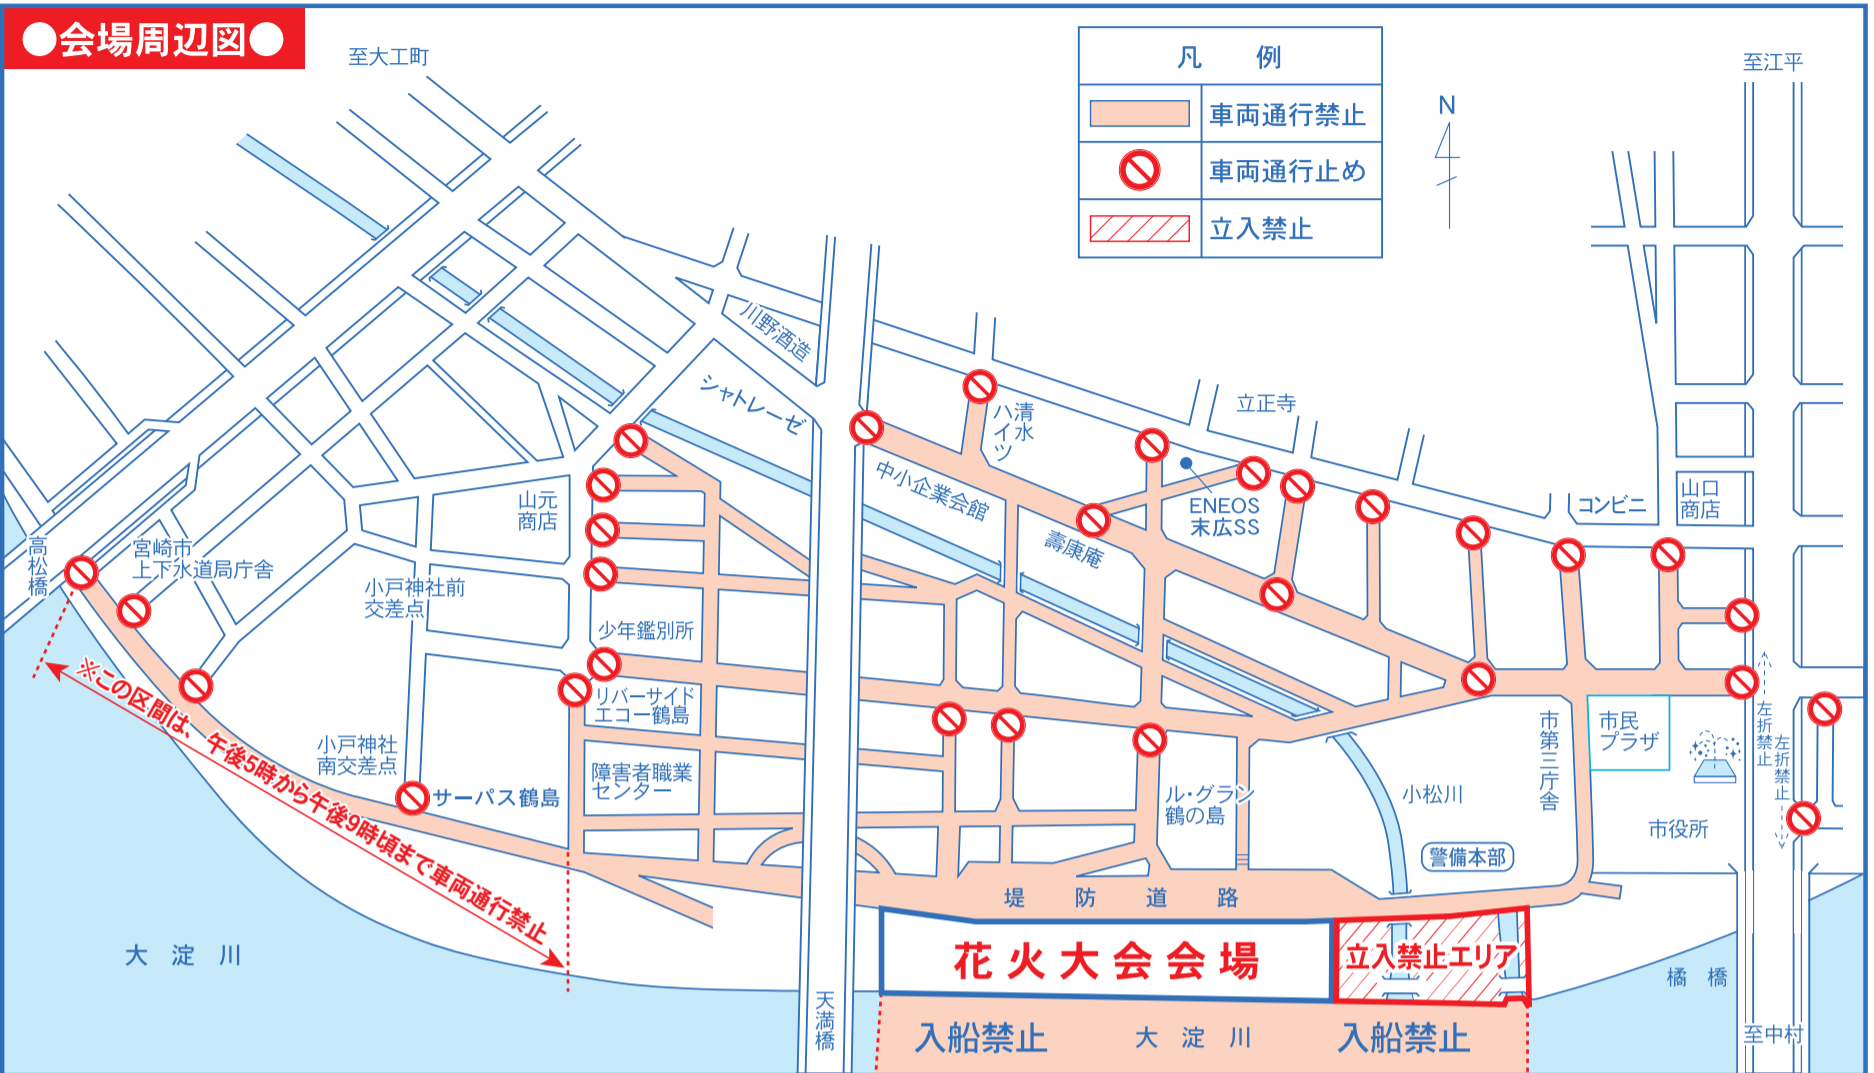 ●会場周辺図●
至大工町
凡 例
車両通行禁止
車両通行止め
立入禁止
N
至江平
川野酒造
シャトレーゼ
清水
ハイツ
立正寺
中小企業会館
ENEOS
末広SS
壽康庵
コンビニ
山口
商店
山元
商店
高松橋
宮崎市
上下水道局庁舎
小戸神社前
交差点
少年鑑別所
リバーサイド
エコー鶴島
小戸神社
南交差点
サーパス鶴島
障害者職業
センター
ル・グラン
鶴の島
小松川
市第三庁舎
市民
プラザ
左折禁止
左折禁止
市役所
警備本部
※この区間は、午後5時から午後9時頃まで車両通行禁止
堤防道路
花火大会会場
立入禁止エリア
大淀川
天満橋
入船禁止
大淀川
入船禁止
橘橋
至中村